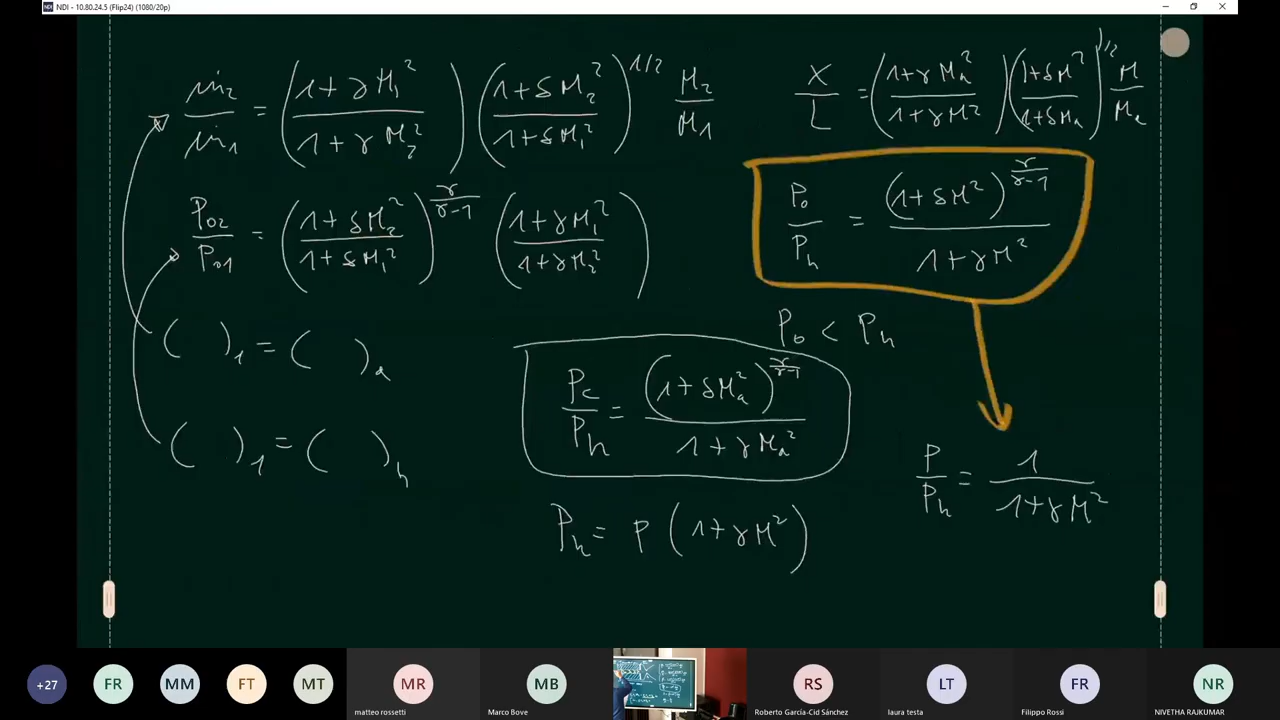 NDI - 10.80.24.5 (Flip24) (1080/20p)
ṁ₂/ṁ₁ = ((1+γM₁²)/(1+γM₂²)) ((1+δM₂²)/(1+δM₁²))^1/2 M₂/M₁
X/L = ((1+γMₐ²)/(1+γM²)) ((1+δM²)/(1+δMₐ))^1/2 M/Mₐ
P₀₂/P₀₁ = ((1+δM₂²)/(1+δM₁²))^(γ/(γ-1)) ((1+γM₁²)/(1+γM₂²))
P₀/Pₕ = (1+δM²)^(γ/(γ-1))/(1+γM²)
( )₁ = ( )ₐ
P₀ < Pₕ
P_c/Pₕ = (1+δMₐ²)^(γ/(γ-1))/(1+γMₐ²)
( )₁ = ( )ₕ
P/Pₕ = 1/(1+γM²)
Pₕ = P (1+γM²)
+27
FR
MM
FT
MT
MR
matteo rossetti
MB
Marco Bove
RS
Roberto García-Cid Sánchez
LT
laura testa
FR
Filippo Rossi
NR
NIVETHA RAJKUMAR